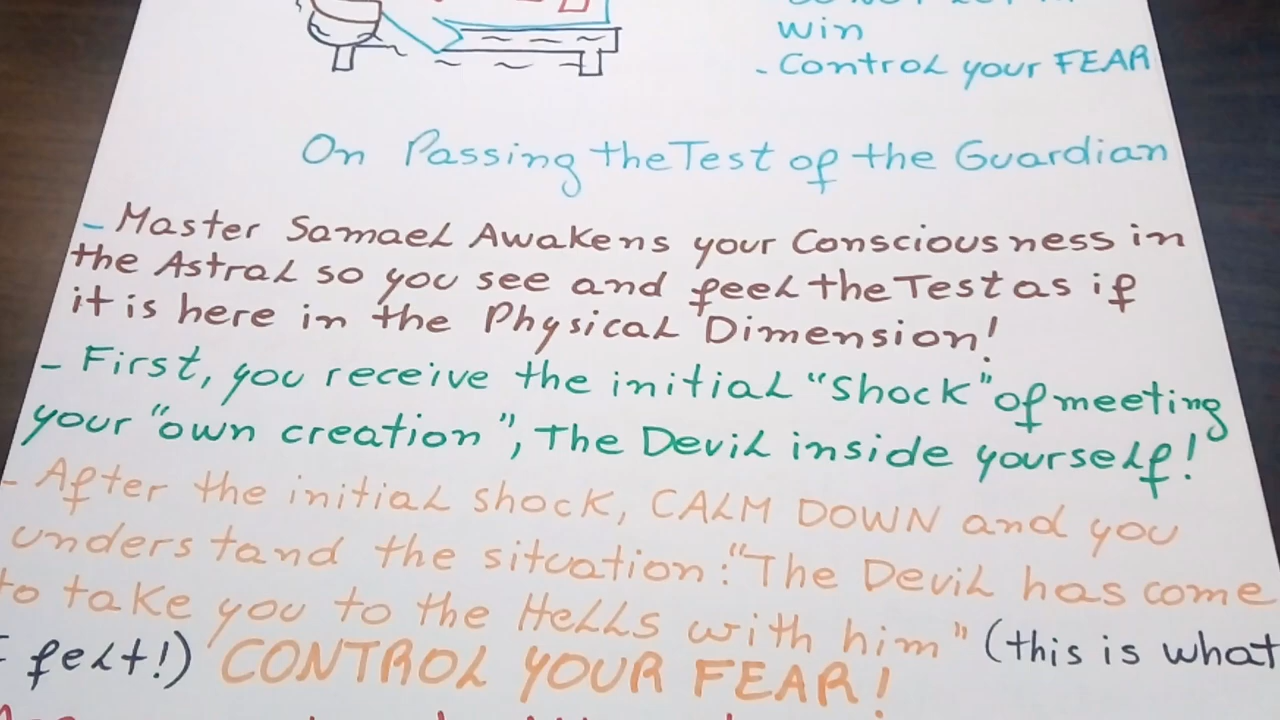 win
- Control your FEAR
On Passing the Test of the Guardian
- Master Samael Awakens your Consciousness in
the Astral so you see and feel the Test as if
it is here in the Physical Dimension!
- First, you receive the initial "Shock" of meeting
your "own creation", The Devil inside yourself!
- After the initial shock, CALM DOWN and you
understand the situation: "The Devil has come
to take you to the Hells with him" (this is what
I felt!) CONTROL YOUR FEAR!